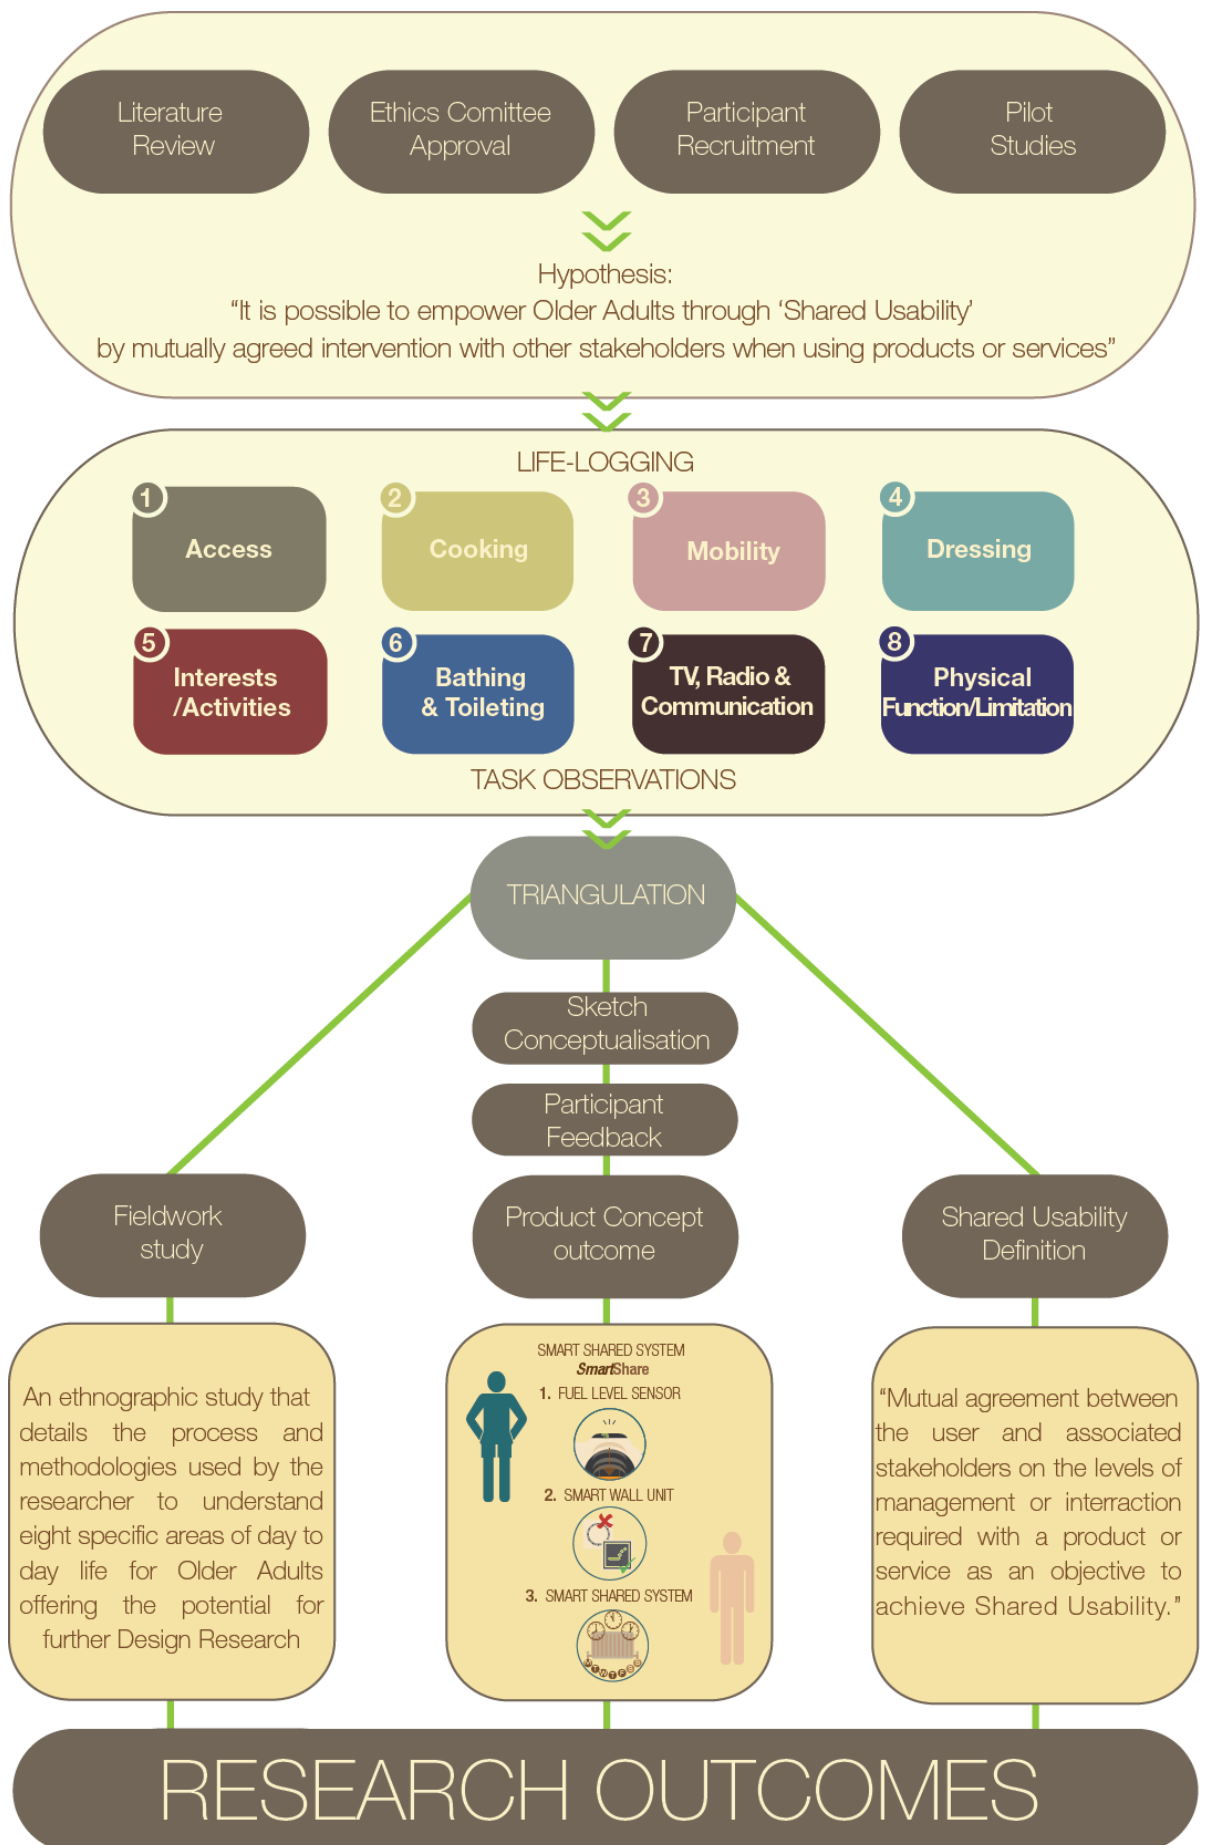 Literature
Review
Ethics Comittee
Approval
Participant
Recruitment
Pilot
Studies
Hypothesis:
“It is possible to empower Older Adults through ‘Shared Usability’
by mutually agreed intervention with other stakeholders when using products or services”
LIFE-LOGGING
1
Access
2
Cooking
3
Mobility
4
Dressing
5
Interests
/Activities
6
Bathing
& Toileting
7
TV, Radio &
Communication
8
Physical
Function/Limitation
TASK OBSERVATIONS
TRIANGULATION
Sketch
Conceptualisation
Participant
Feedback
Fieldwork
study
Product Concept
outcome
Shared Usability
Definition
An ethnographic study that
details the process and
methodologies used by the
researcher to understand
eight specific areas of day to
day life for Older Adults
offering the potential for
further Design Research
SMART SHARED SYSTEM
SmartShare
1. FUEL LEVEL SENSOR
2. SMART WALL UNIT
3. SMART SHARED SYSTEM
M T W T F S S
“Mutual agreement between
the user and associated
stakeholders on the levels of
management or interraction
required with a product or
service as an objective to
achieve Shared Usability.”
RESEARCH OUTCOMES